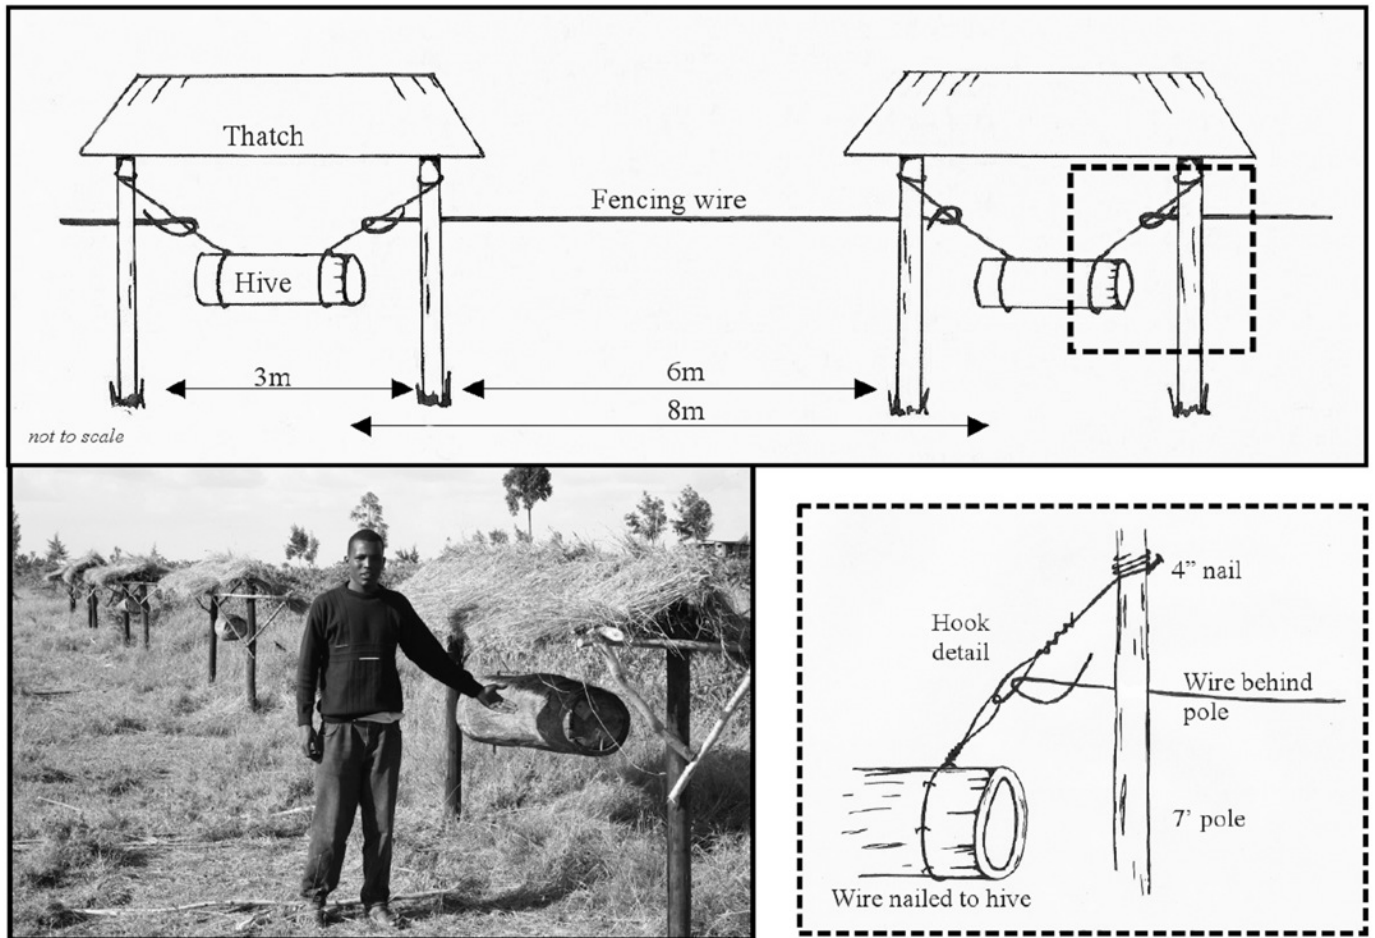 Thatch
Fencing wire
Hive
3m
6m
8m
not to scale
4” nail
Hook
detail
Wire behind
pole
7’ pole
Wire nailed to hive